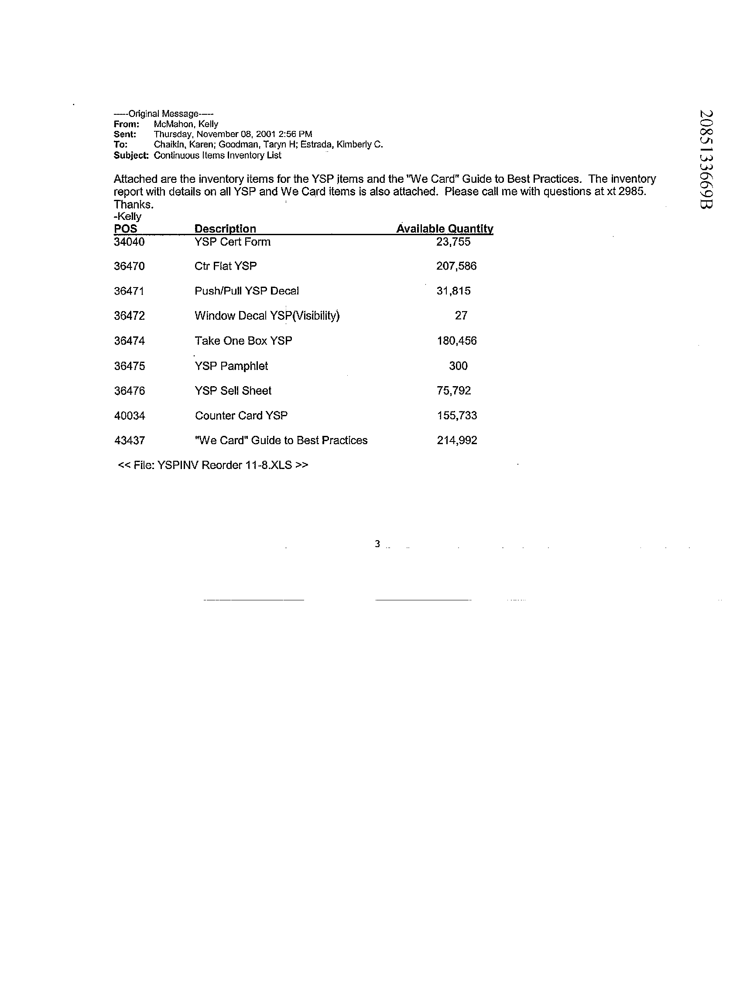 -----Original Message-----
From: McMahon, Kelly
Sent: Thursday, November 08, 2001 2:56 PM
To: Chaikin, Karen; Goodman, Taryn H; Estrada, Kimberly C.
Subject: Continuous Items Inventory List
Attached are the inventory items for the YSP items and the "We Card" Guide to Best Practices. The inventory
report with details on all YSP and We Card items is also attached. Please call me with questions at xt 2985.
Thanks.
-Kelly
POS Description Available Quantity
34040 YSP Cert Form 23,755
36470 Ctr Flat YSP 207,586
36471 Push/Pull YSP Decal 31,815
36472 Window Decal YSP(Visibility) 27
36474 Take One Box YSP 180,456
36475 YSP Pamphlet 300
36476 YSP Sell Sheet 75,792
40034 Counter Card YSP 155,733
43437 "We Card" Guide to Best Practices 214,992
<< File: YSPINV Reorder 11-8.XLS >>
3
2085133669B